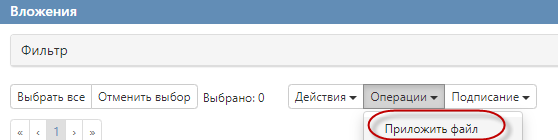 Вложения
Фильтр
Выбрать все Отменить выбор Выбрано: 0 Действия Операции Подписание
« ‹ 1 › » Приложить файл